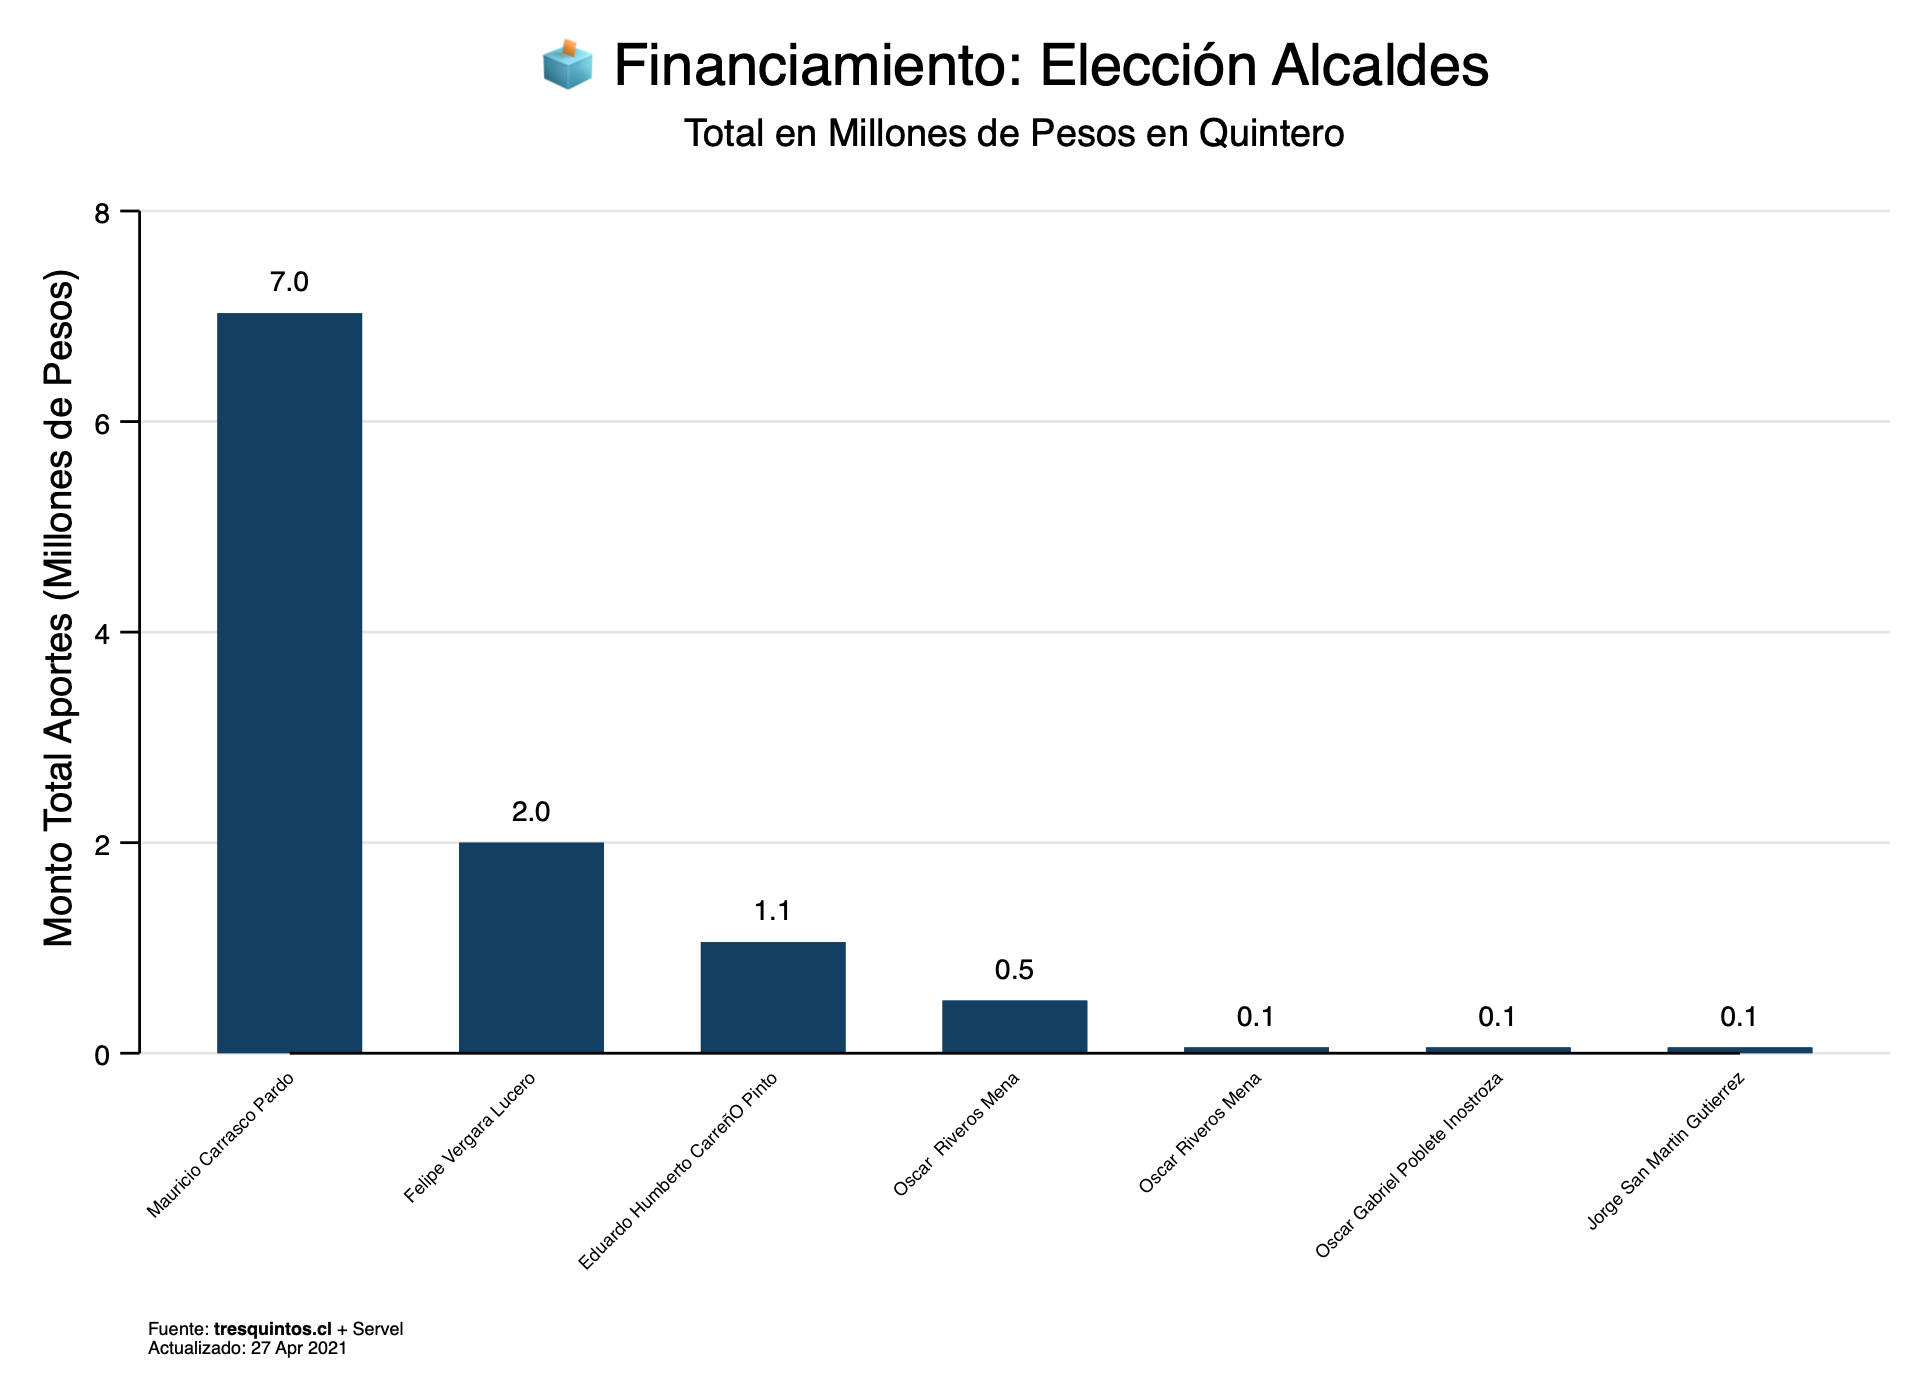 Financiamiento: Elección Alcaldes
Total en Millones de Pesos en Quintero
Monto Total Aportes (Millones de Pesos)
8
6
4
2
0
7.0
2.0
1.1
0.5
0.1
0.1
0.1
Mauricio Carrasco Pardo
Felipe Vergara Lucero
Eduardo Humberto CarreñO Pinto
Oscar  Riveros Mena
Oscar Riveros Mena
Oscar Gabriel Poblete Inostroza
Jorge San Martin Gutierrez
Fuente: tresquintos.cl + Servel
Actualizado: 27 Apr 2021